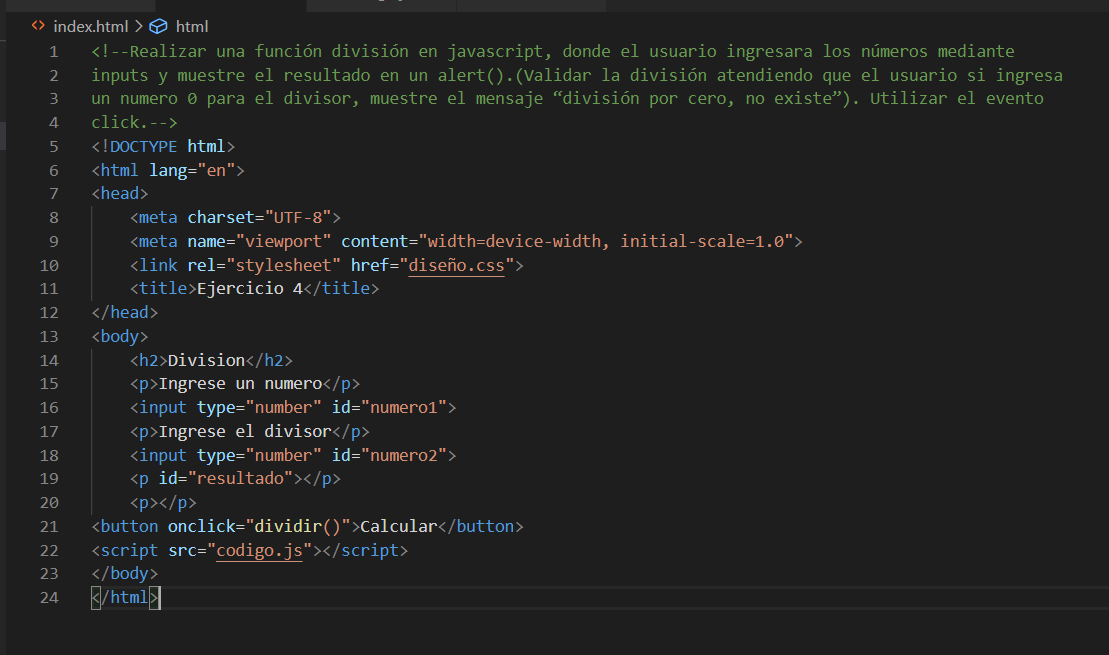 index.html > html
1 <!--Realizar una función división en javascript, donde el usuario ingresara los números mediante
2 inputs y muestre el resultado en un alert().(Validar la división atendiendo que el usuario si ingresa
3 un numero 0 para el divisor, muestre el mensaje “división por cero, no existe”). Utilizar el evento
4 click.-->
5 <!DOCTYPE html>
6 <html lang="en">
7 <head>
8     <meta charset="UTF-8">
9     <meta name="viewport" content="width=device-width, initial-scale=1.0">
10     <link rel="stylesheet" href="diseño.css">
11     <title>Ejercicio 4</title>
12 </head>
13 <body>
14     <h2>Division</h2>
15     <p>Ingrese un numero</p>
16     <input type="number" id="numero1">
17     <p>Ingrese el divisor</p>
18     <input type="number" id="numero2">
19     <p id="resultado"></p>
20     <p></p>
21 <button onclick="dividir()">Calcular</button>
22 <script src="codigo.js"></script>
23 </body>
24 </html>